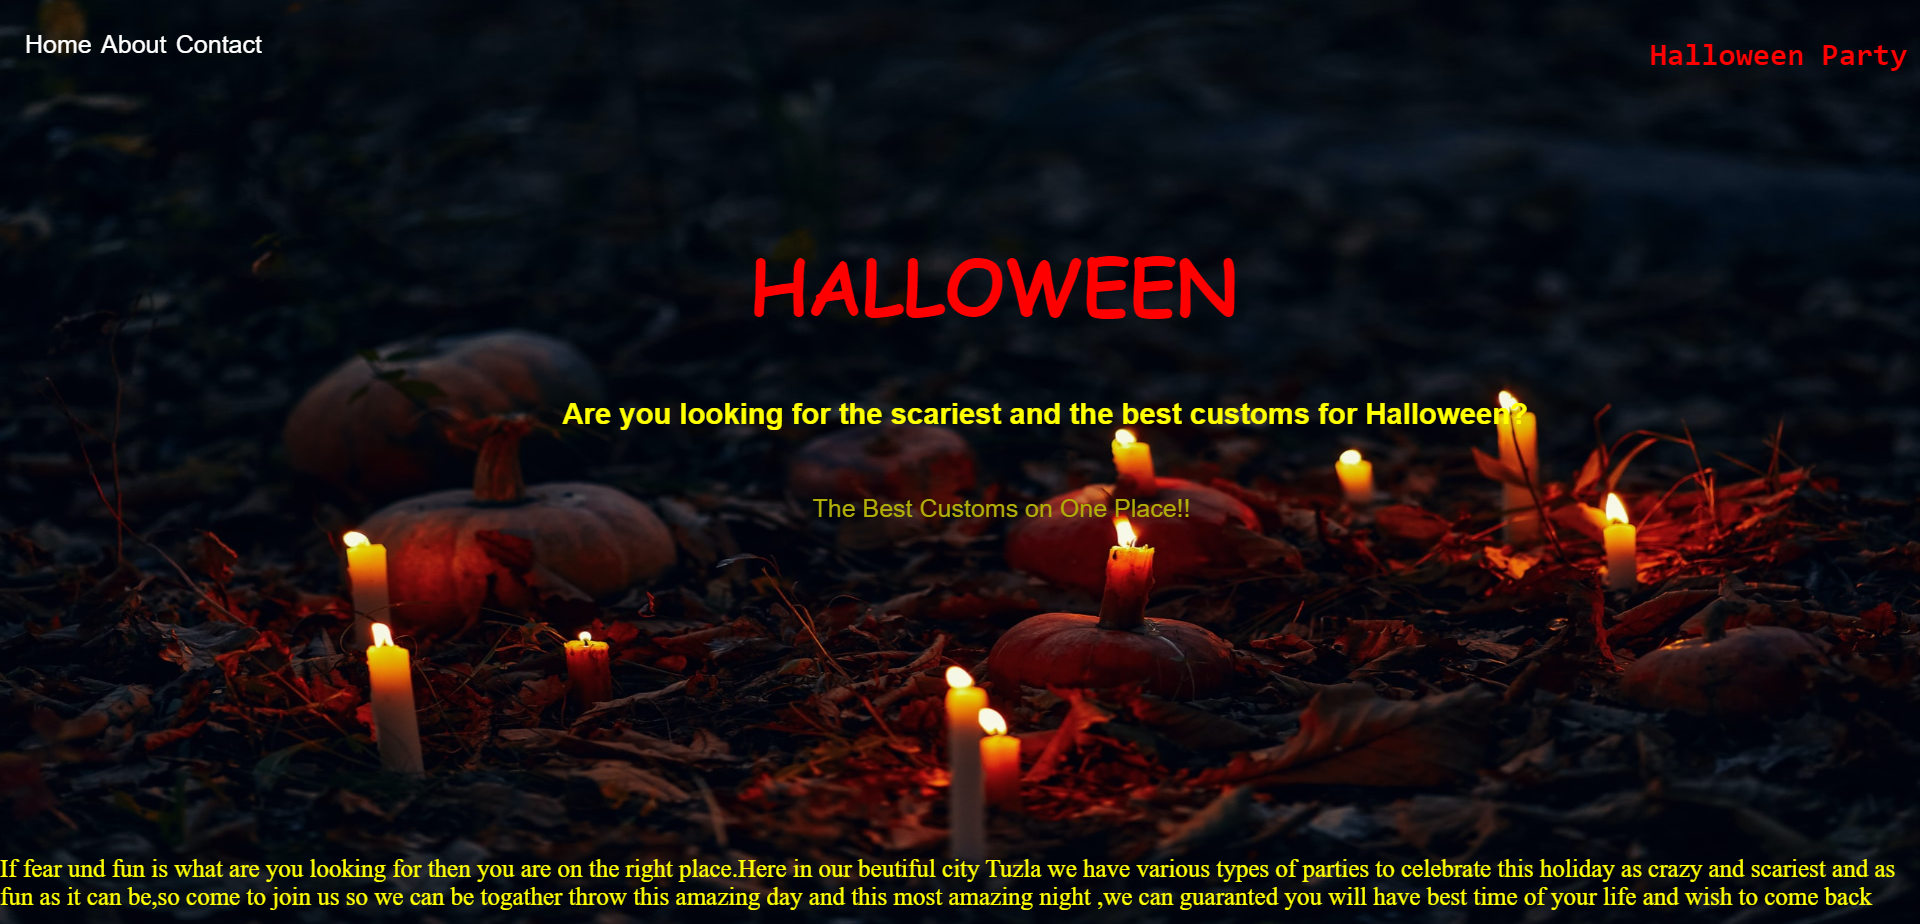 Home About Contact
Halloween Party
HALLOWEEN
Are you looking for the scariest and the best customs for Halloween?
The Best Customs on One Place!!
If fear und fun is what are you looking for then you are on the right place.Here in our beutiful city Tuzla we have various types of parties to celebrate this holiday as crazy and scariest and as
fun as it can be,so come to join us so we can be togather throw this amazing day and this most amazing night ,we can guaranted you will have best time of your life and wish to come back